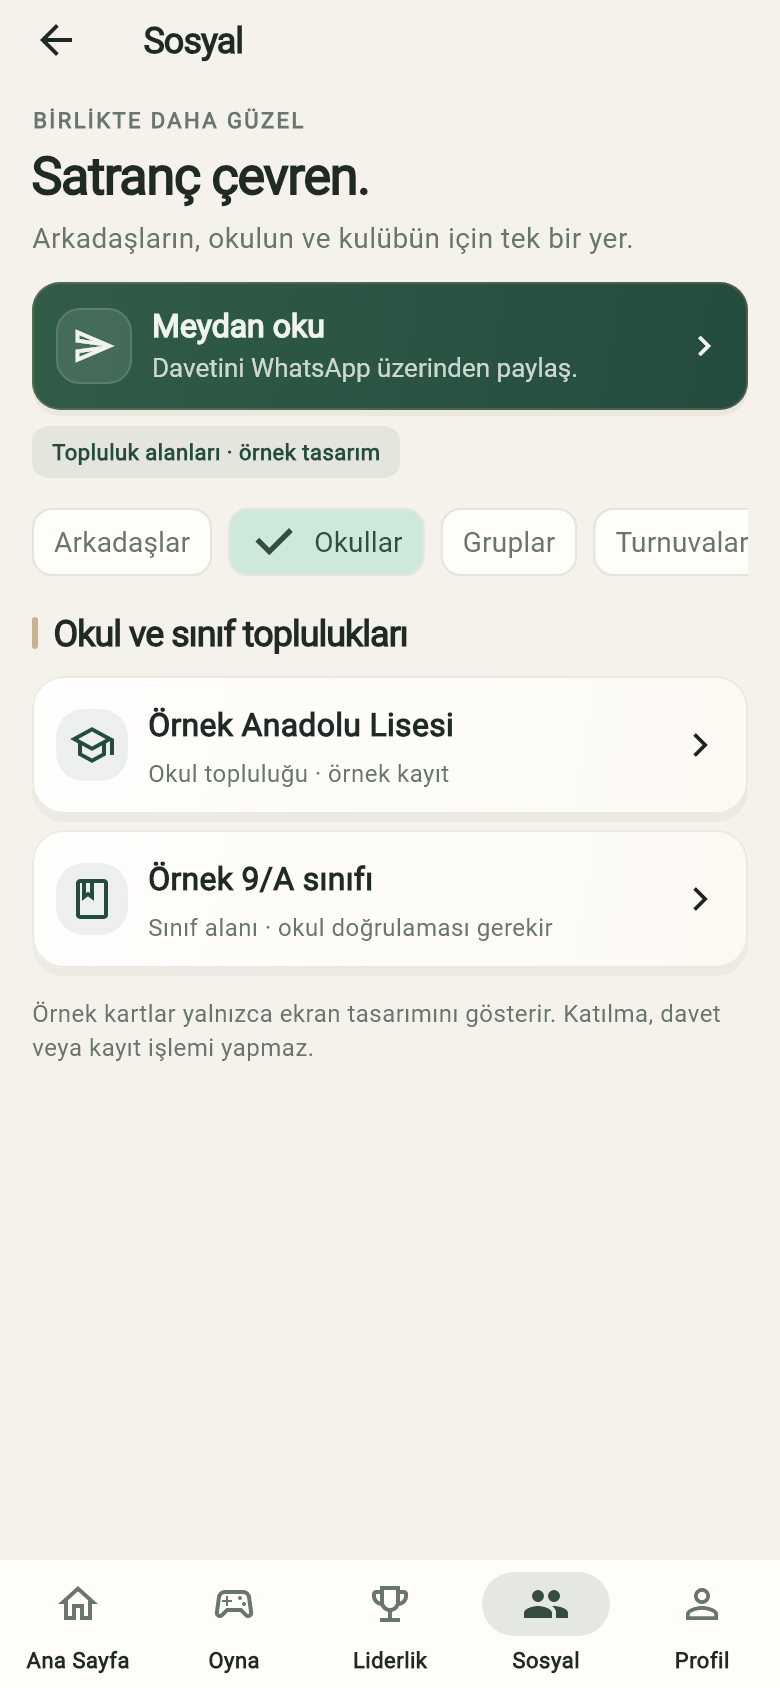 Sosyal
BİRLİKTE DAHA GÜZEL
Satranç çevren.
Arkadaşların, okulun ve kulübün için tek bir yer.
Meydan oku
Davetini WhatsApp üzerinden paylaş.
Topluluk alanları · örnek tasarım
Arkadaşlar
Okullar
Gruplar
Turnuvalar
Okul ve sınıf toplulukları
Örnek Anadolu Lisesi
Okul topluluğu · örnek kayıt
Örnek 9/A sınıfı
Sınıf alanı · okul doğrulaması gerekir
Örnek kartlar yalnızca ekran tasarımını gösterir. Katılma, davet
veya kayıt işlemi yapmaz.
Ana Sayfa
Oyna
Liderlik
Sosyal
Profil